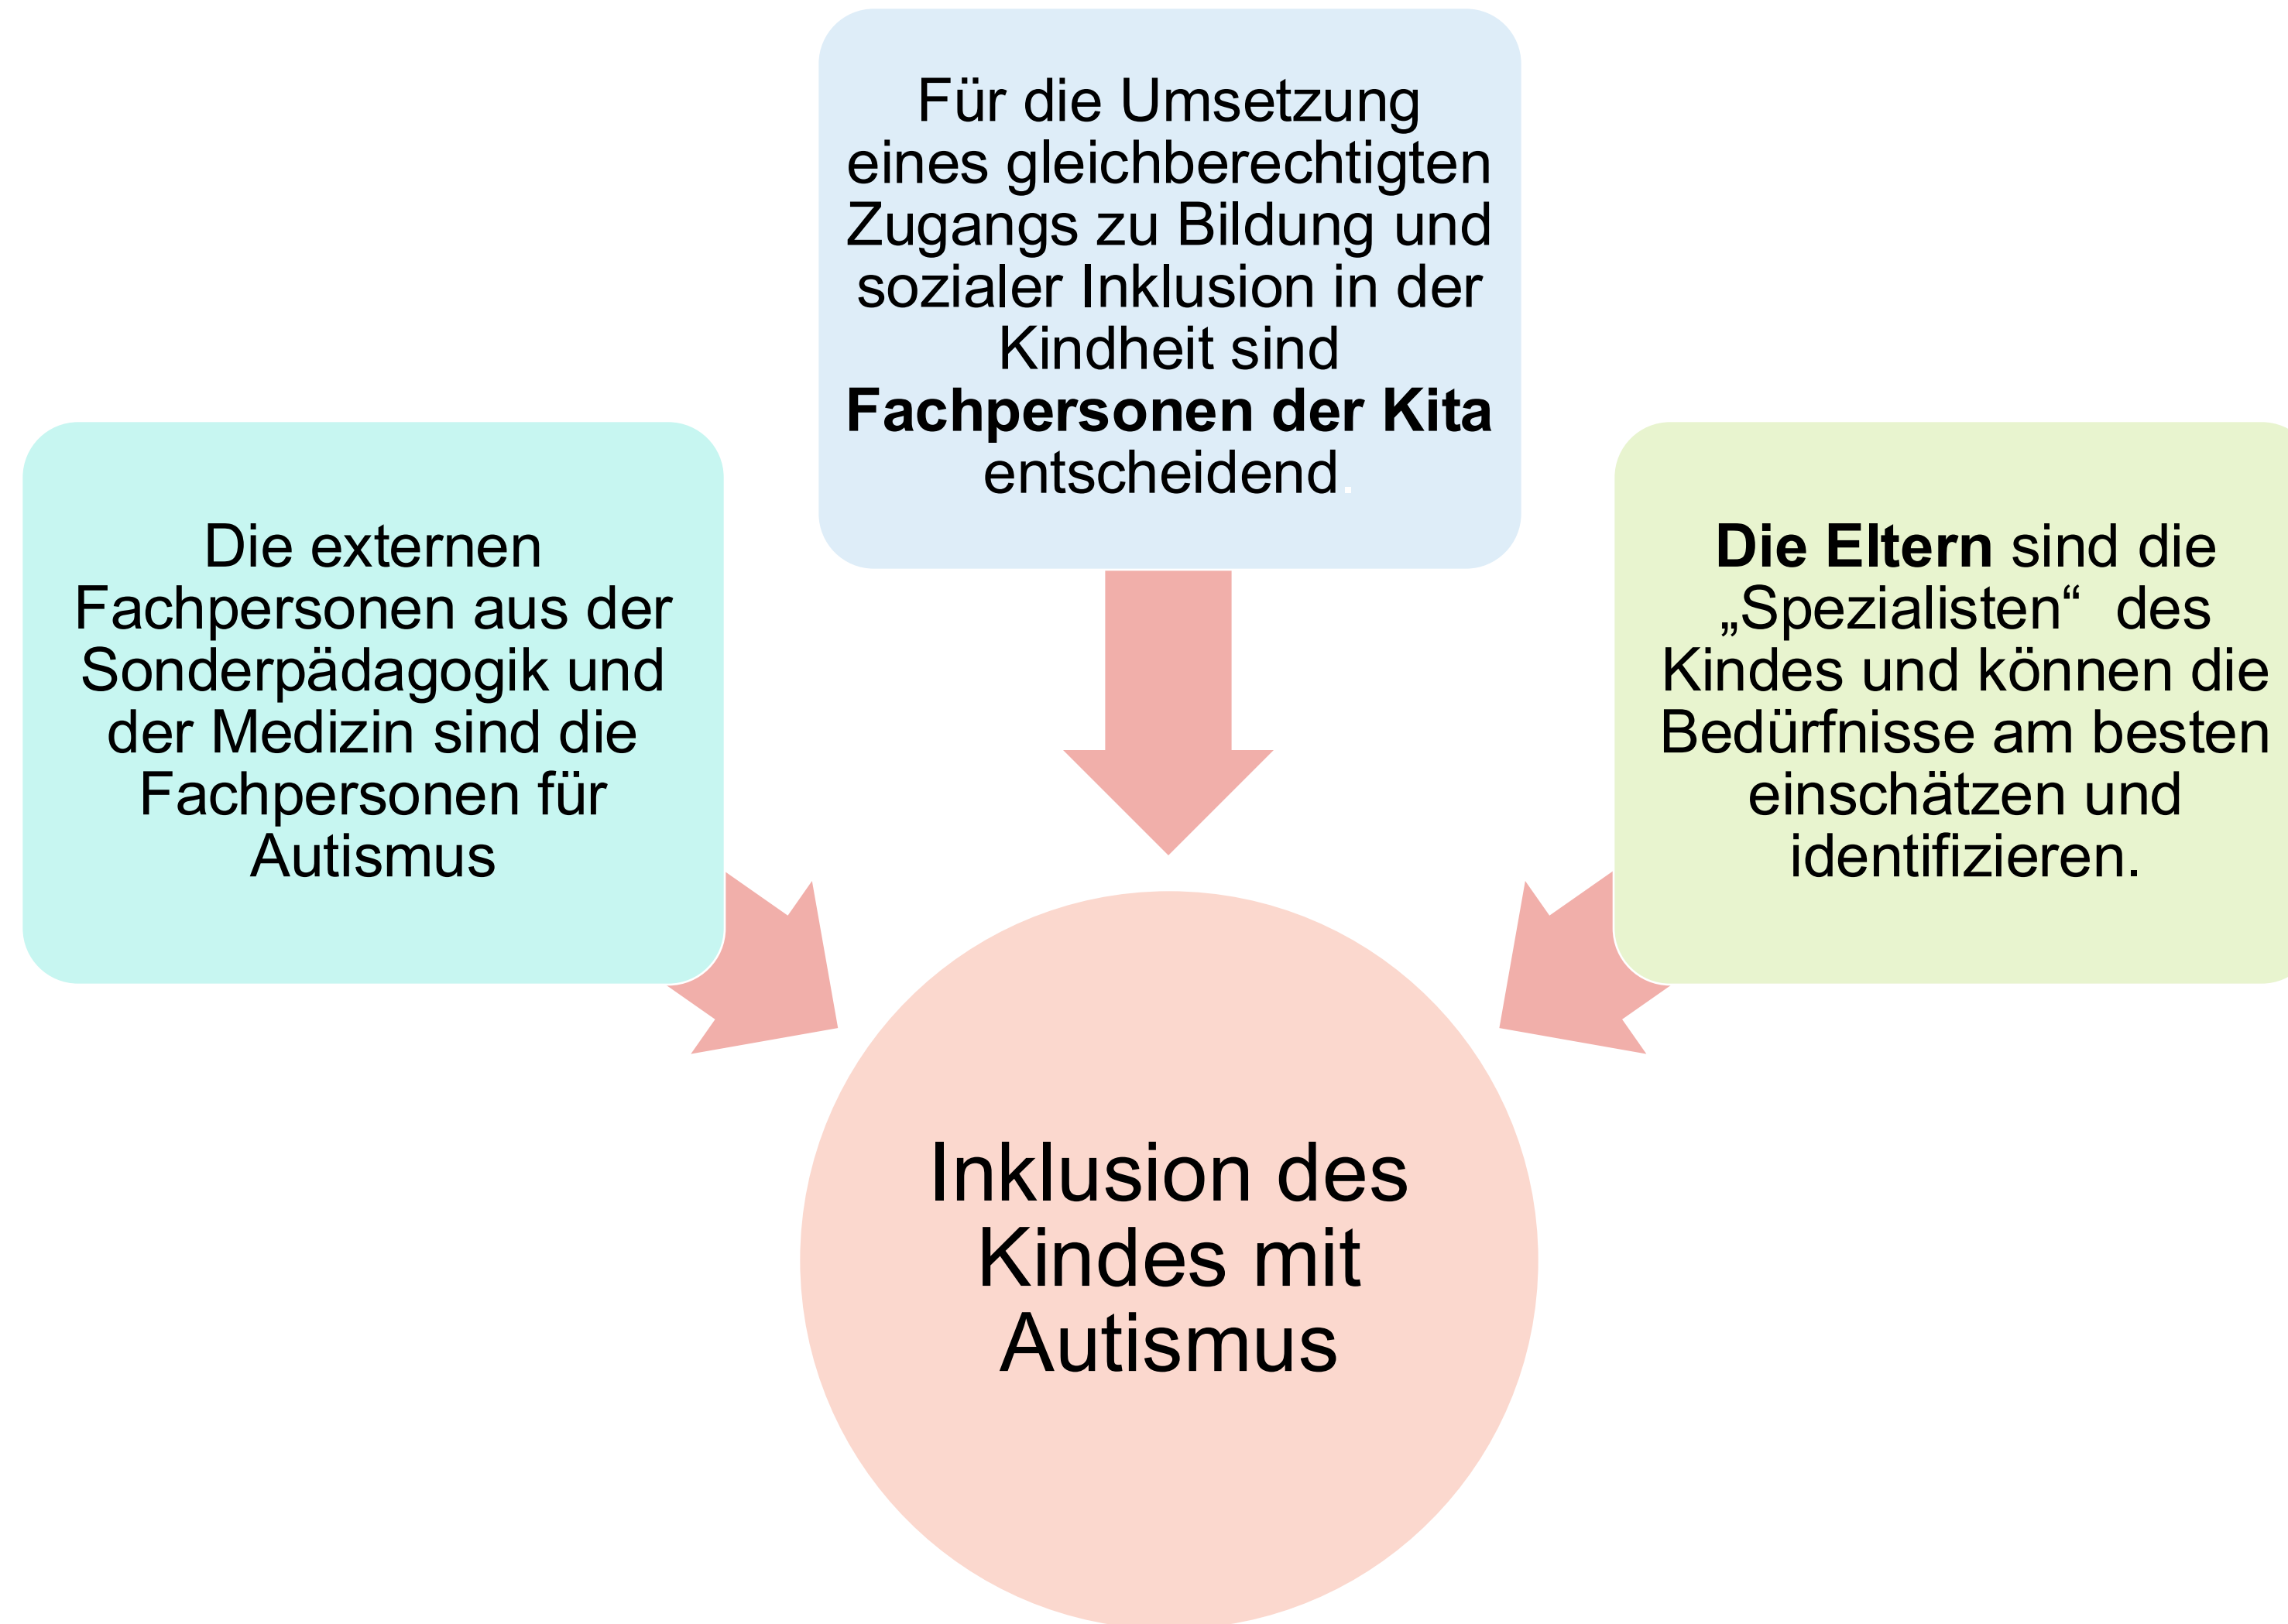 Für die Umsetzung
eines gleichberechtigten
Zugangs zu Bildung und
sozialer Inklusion in der
Kindheit sind
Fachpersonen der Kita
entscheidend.
Die externen
Fachpersonen aus der
Sonderpädagogik und
der Medizin sind die
Fachpersonen für
Autismus
Die Eltern sind die
„Spezialisten“ des
Kindes und können die
Bedürfnisse am besten
einschätzen und
identifizieren.
Inklusion des
Kindes mit
Autismus